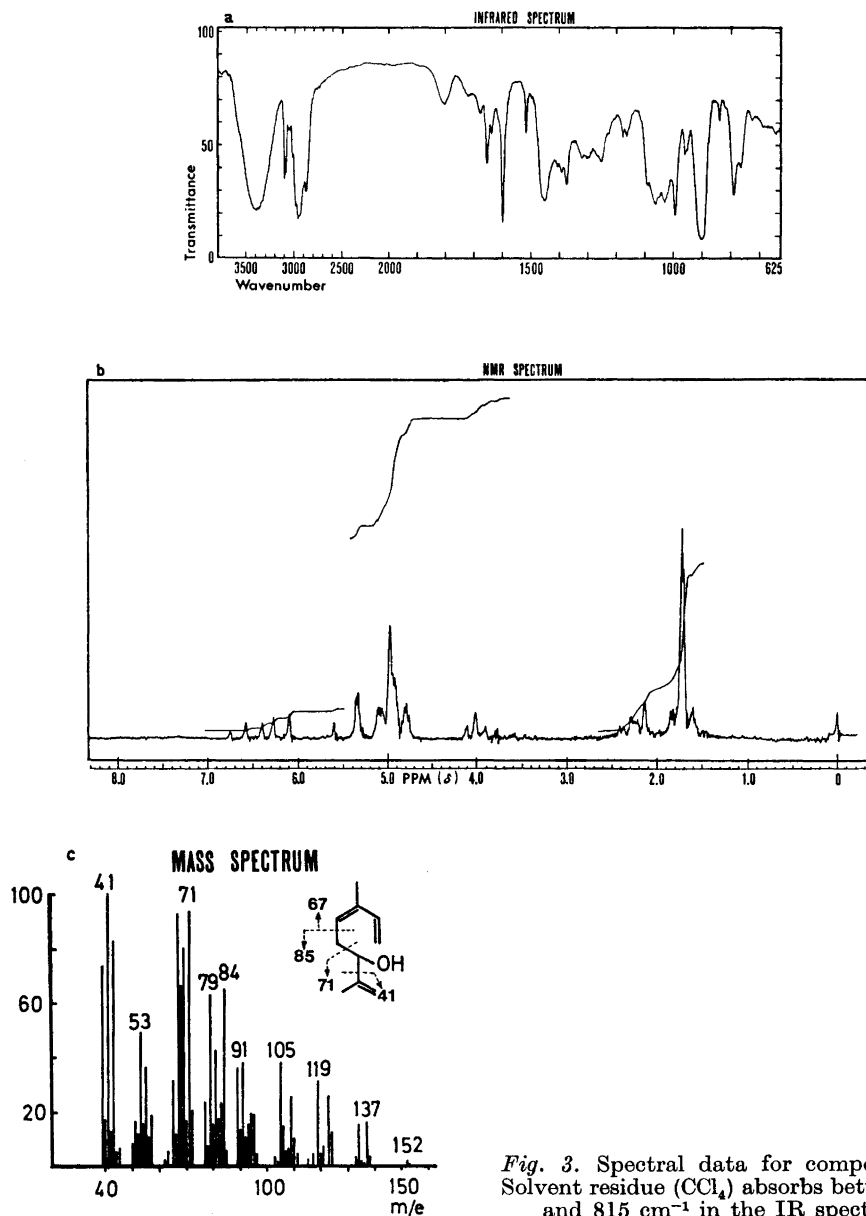 a
INFRARED SPECTRUM
100
50
0
Transmittance
3500 3000 2500 2000 1500 1000 625
Wavenumber
b
NMR SPECTRUM
8.0 7.0 6.0 5.0 PPM (δ) 4.0 3.0 2.0 1.0 0
c
MASS SPECTRUM
100
60
20
41
53
71
79
84
91
105
119
137
152
67
85
OH
71
41
40 100 150
m/e
Fig. 3. Spectral data for compo
Solvent residue (CCl₄) absorbs bet
and 815 cm⁻¹ in the IR spect